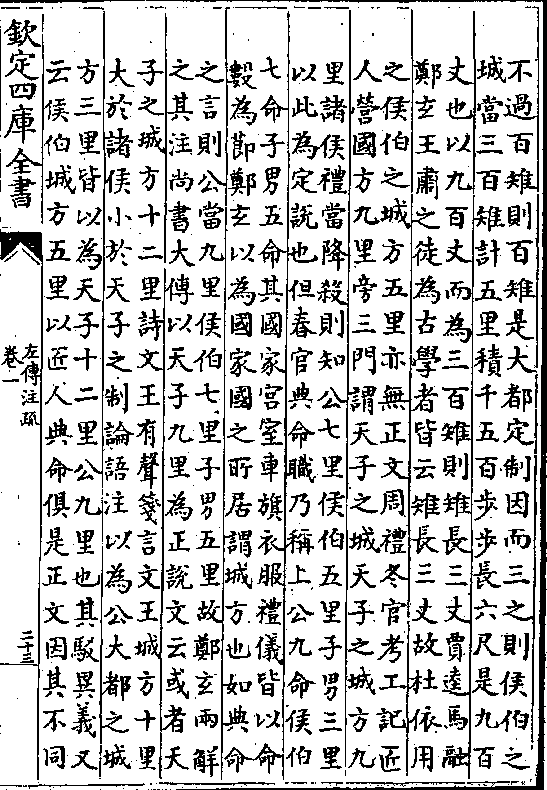 不過百雉則百雉是大都定制因而三之則侯伯之
城當三百雉計五里積千五百步步長六尺是九百
丈也以九百丈而為三百雉則雉長三丈賈逵馬融
鄭玄王肅之徒為古學者皆云雉長三丈故杜依用
之侯伯之城方五里亦無正文周禮冬官考工記匠
人營國方九里旁三門謂天子之城天子之城方九
里諸侯禮當降殺則知公七里侯伯五里子男三里
以此為定說也但春官典命職乃稱上公九命侯伯
七命子男五命其國家宮室車旗衣服禮儀皆以命
數為節鄭玄以為國家國之所居謂城方也如典命
之言則公當九里侯伯七里子男五里故鄭玄兩解
之其注尚書大傳以天子九里為正說文云或者天
子之城方十二里詩文王有聲箋言文王城方十里
大於諸侯小於天子之制論語注以為公大都之城
方三里皆以為天子十二里公九里也其駁異義又
云侯伯城方五里以匠人典命俱是正文因其不同
欽定四庫全書
左傳注疏
卷一
二十三